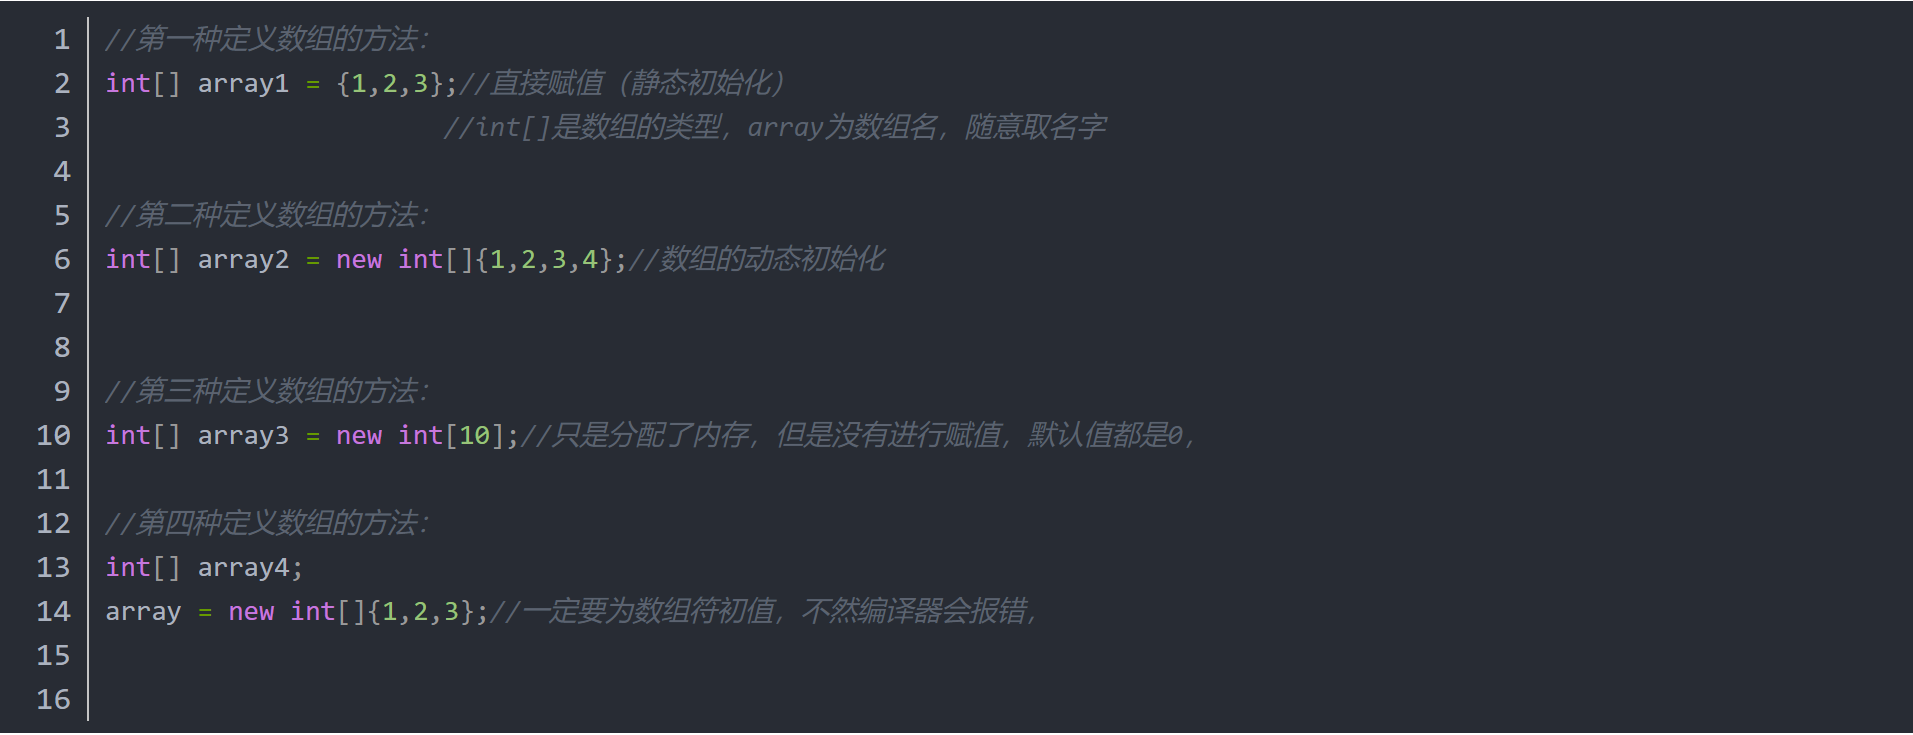 1 //第一种定义数组的方法：
2 int[] array1 = {1,2,3};//直接赋值（静态初始化）
3 //int[]是数组的类型，array为数组名，随意取名字
4
5 //第二种定义数组的方法：
6 int[] array2 = new int[]{1,2,3,4};//数组的动态初始化
7
8
9 //第三种定义数组的方法：
10 int[] array3 = new int[10];//只是分配了内存，但是没有进行赋值，默认值都是0，
11
12 //第四种定义数组的方法：
13 int[] array4;
14 array = new int[]{1,2,3};//一定要为数组符初值，不然编译器会报错，
15
16